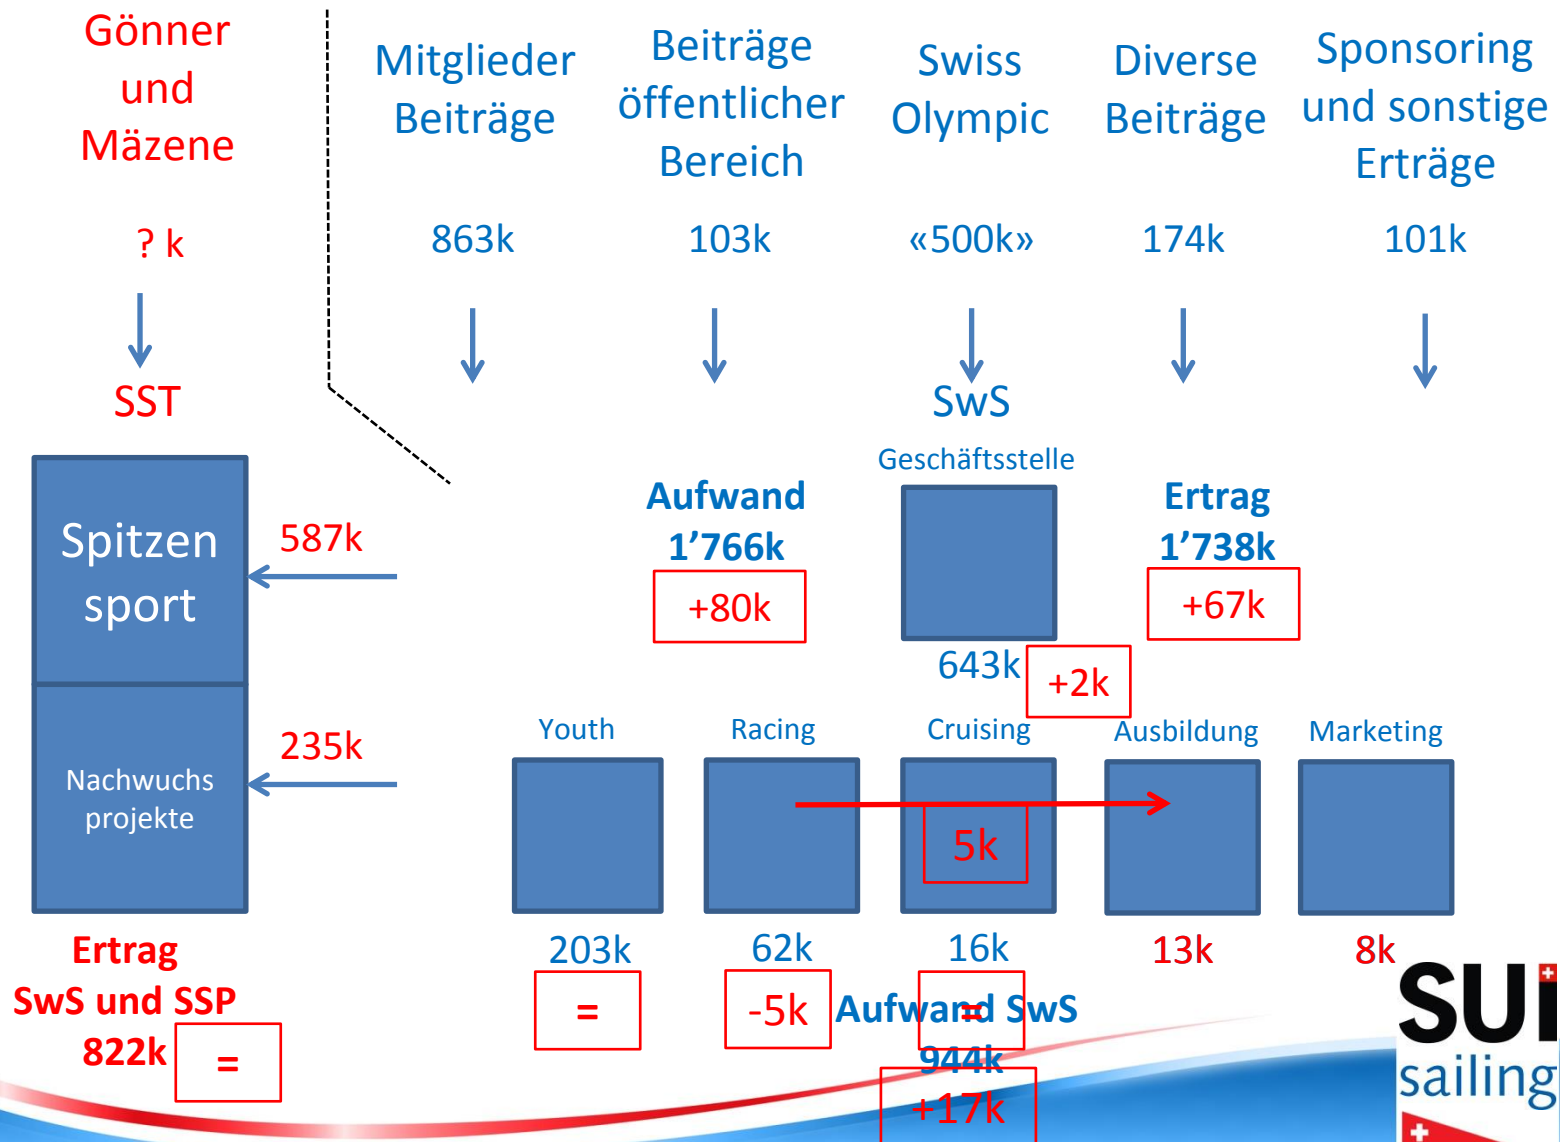 Gönner
und
Mäzene
? k
SST
Mitglieder
Beiträge
863k
Beiträge
öffentlicher
Bereich
103k
Swiss
Olympic
«500k»
Diverse
Beiträge
174k
Sponsoring
und sonstige
Erträge
101k
SwS
Geschäftsstelle
Aufwand
1’766k
+80k
Ertrag
1’738k
+67k
643k
+2k
Spitzen
sport
587k
Nachwuchs
projekte
235k
Youth
Racing
Cruising
Ausbildung
Marketing
5k
203k
62k
16k
13k
8k
=
-5k
=
Ertrag
SwS und SSP
822k
=
Aufwand SwS
944k
+17k
SUI
sailing